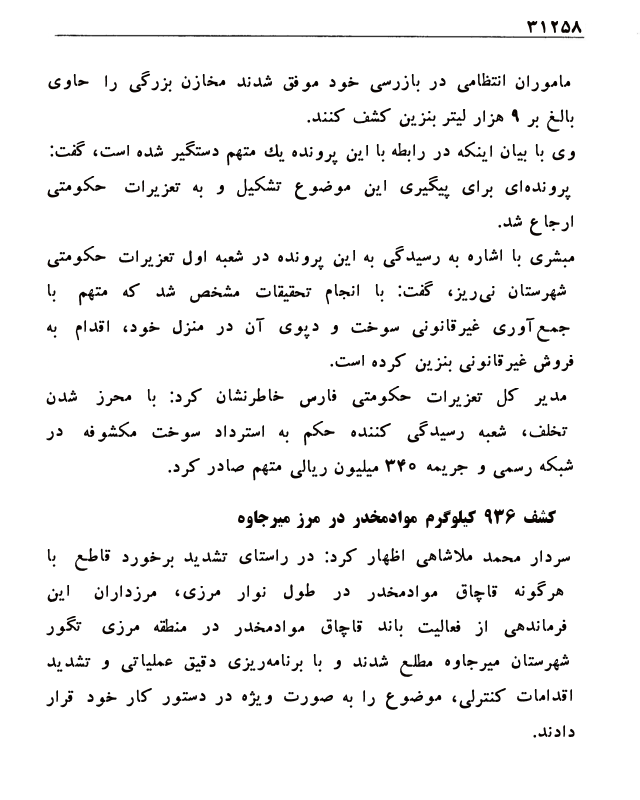 ۳۱۲۵۸
ماموران انتظامی در بازرسی خود موفق شدند مخازن بزرگی را حاوی
بالغ بر ۹ هزار لیتر بنزین کشف کنند.
وی با بیان اینکه در رابطه با این پرونده یك متهم دستگیر شده است، گفت:
پرونده‌ای برای پیگیری این موضوع تشکیل و به تعزیرات حکومتی
ارجاع شد.
مبشری با اشاره به رسیدگی به این پرونده در شعبه اول تعزیرات حکومتی
شهرستان نی‌ریز، گفت: با انجام تحقیقات مشخص شد که متهم با
جمع‌آوری غیرقانونی سوخت و دپوی آن در منزل خود، اقدام به
فروش غیرقانونی بنزین کرده است.
مدیر کل تعزیرات حکومتی فارس خاطرنشان کرد: با محرز شدن
تخلف، شعبه رسیدگی کننده حکم به استرداد سوخت مکشوفه در
شبکه رسمی و جریمه ۳۴۰ میلیون ریالی متهم صادر کرد.
کشف ۹۳۶ کیلوگرم موادمخدر در مرز میرجاوه
سردار محمد ملاشاهی اظهار کرد: در راستای تشدید برخورد قاطع با
هرگونه قاچاق موادمخدر در طول نوار مرزی، مرزداران این
فرماندهی از فعالیت باند قاچاق موادمخدر در منطقه مرزی تگور
شهرستان میرجاوه مطلع شدند و با برنامه‌ریزی دقیق عملیاتی و تشدید
اقدامات کنترلی، موضوع را به صورت ویژه در دستور کار خود قرار
دادند.